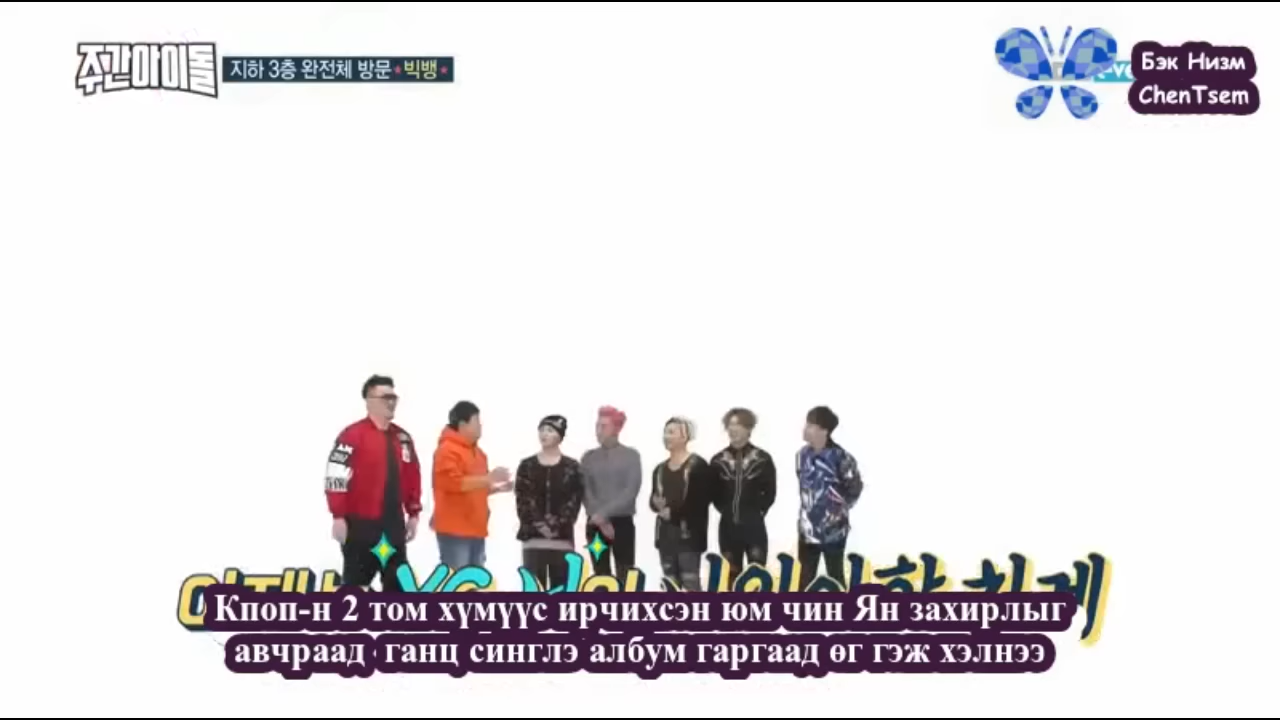 주간아이돌
지하 3층 완전체 방문★빅뱅★
Бэк Низм
ChenTsem
Кпоп-н 2 том хүмүүс ирчихсэн юм чин Ян захирлыг
авчраад ганц синглэ албум гаргаад өг гэж хэлнээ